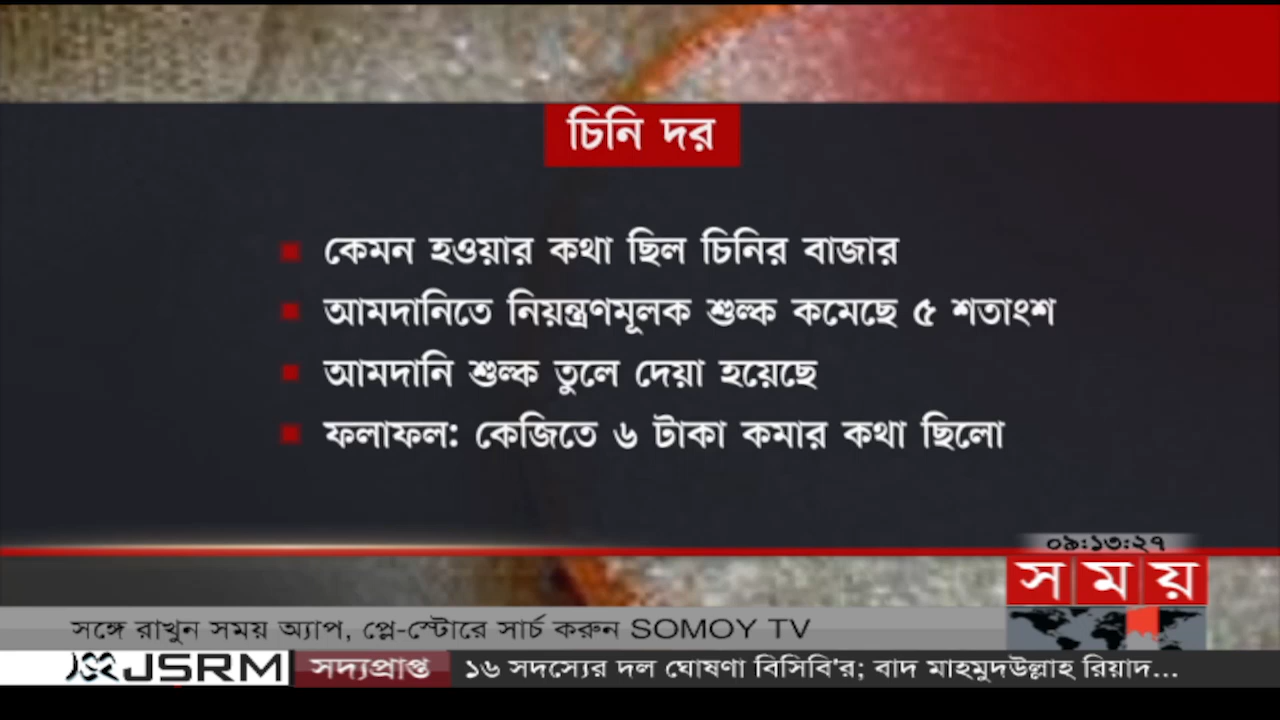 চিনি দর
কেমন হওয়ার কথা ছিল চিনির বাজার
আমদানিতে নিয়ন্ত্রণমূলক শুল্ক কমেছে ৫ শতাংশ
আমদানি শুল্ক তুলে দেয়া হয়েছে
ফলাফল: কেজিতে ৬ টাকা কমার কথা ছিলো
০৯:১৩:২৭
সময়
সঙ্গে রাখুন সময় অ্যাপ, প্লে-স্টোরে সার্চ করুন SOMOY TV
JSRM সদ্যপ্রাপ্ত ১৬ সদস্যের দল ঘোষণা বিসিবি'র; বাদ মাহমুদউল্লাহ রিয়াদ...